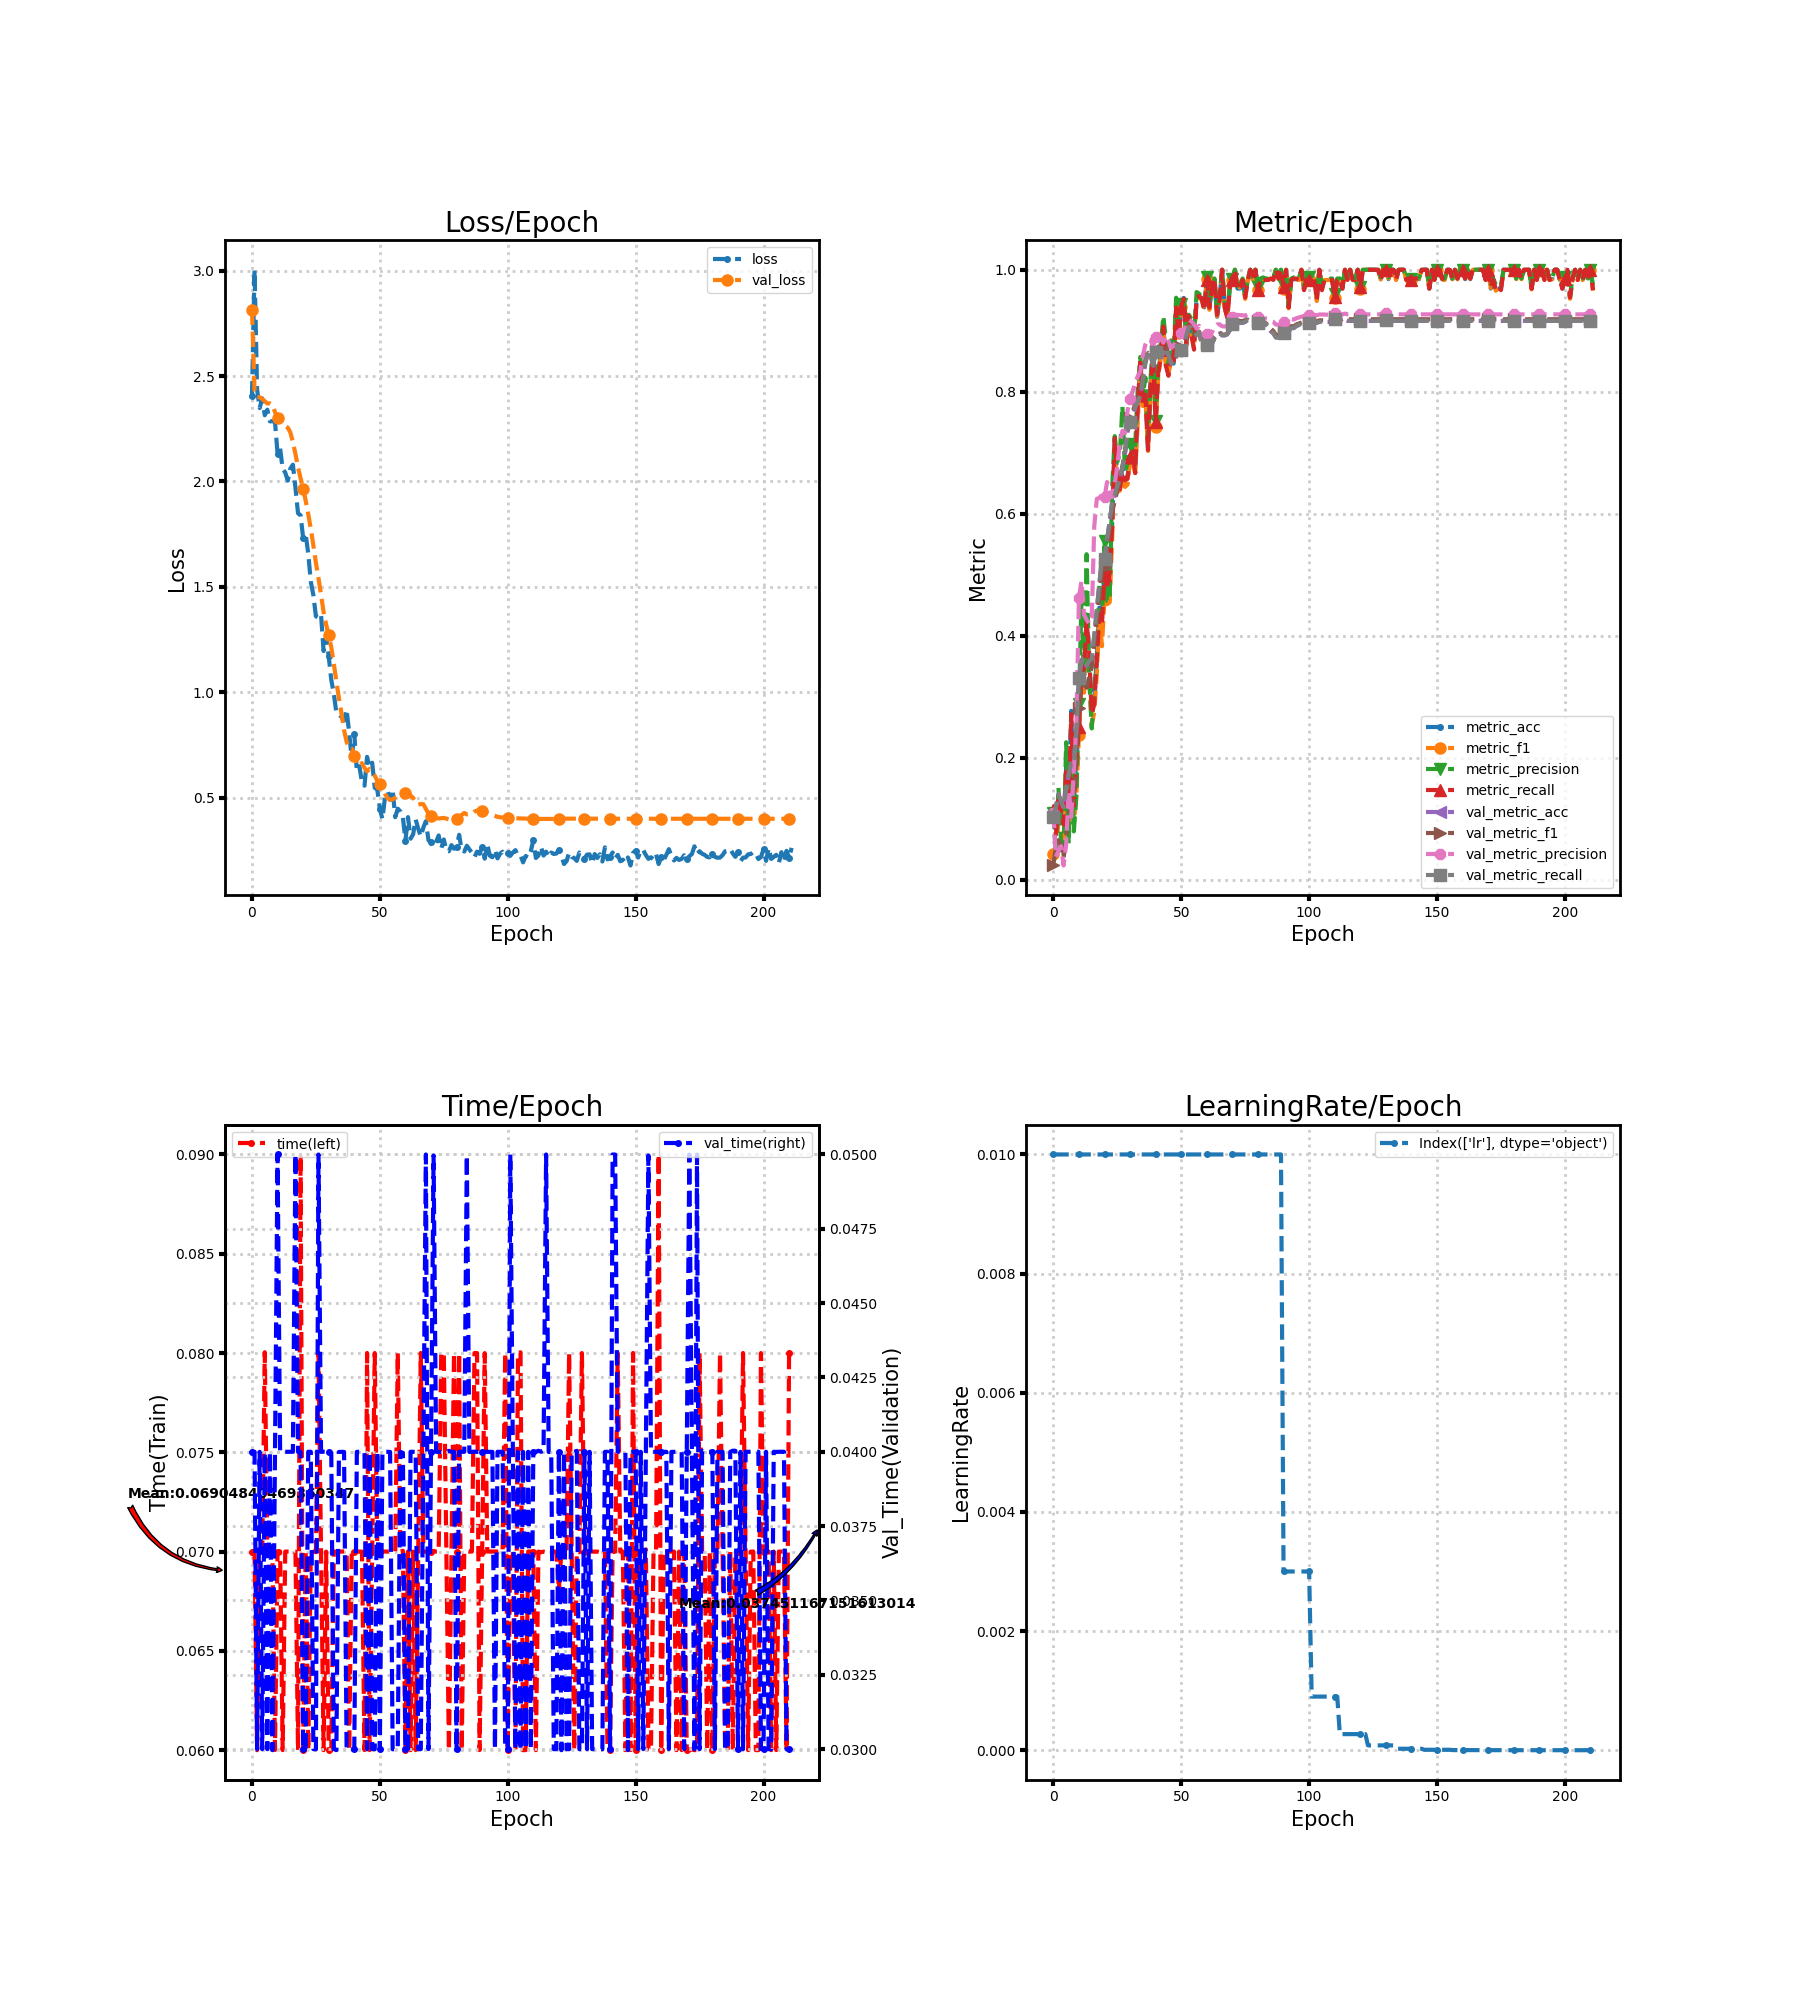 Loss/Epoch
3.0
2.5
2.0
1.5
1.0
0.5
Loss
0
50
100
150
200
Epoch
loss
val_loss
Metric/Epoch
1.0
0.8
0.6
0.4
0.2
0.0
Metric
0
50
100
150
200
Epoch
metric_acc
metric_f1
metric_precision
metric_recall
val_metric_acc
val_metric_f1
val_metric_precision
val_metric_recall
Time/Epoch
time(left)
val_time(right)
0.090
0.085
0.080
0.075
0.070
0.065
0.060
Time(Train)
0.0500
0.0475
0.0450
0.0425
0.0400
0.0375
0.0350
0.0325
0.0300
Val_Time(Validation)
0
50
100
150
200
Epoch
LearningRate/Epoch
Index(['lr'], dtype='object')
0.010
0.008
0.006
0.004
0.002
0.000
LearningRate
0
50
100
150
200
Epoch